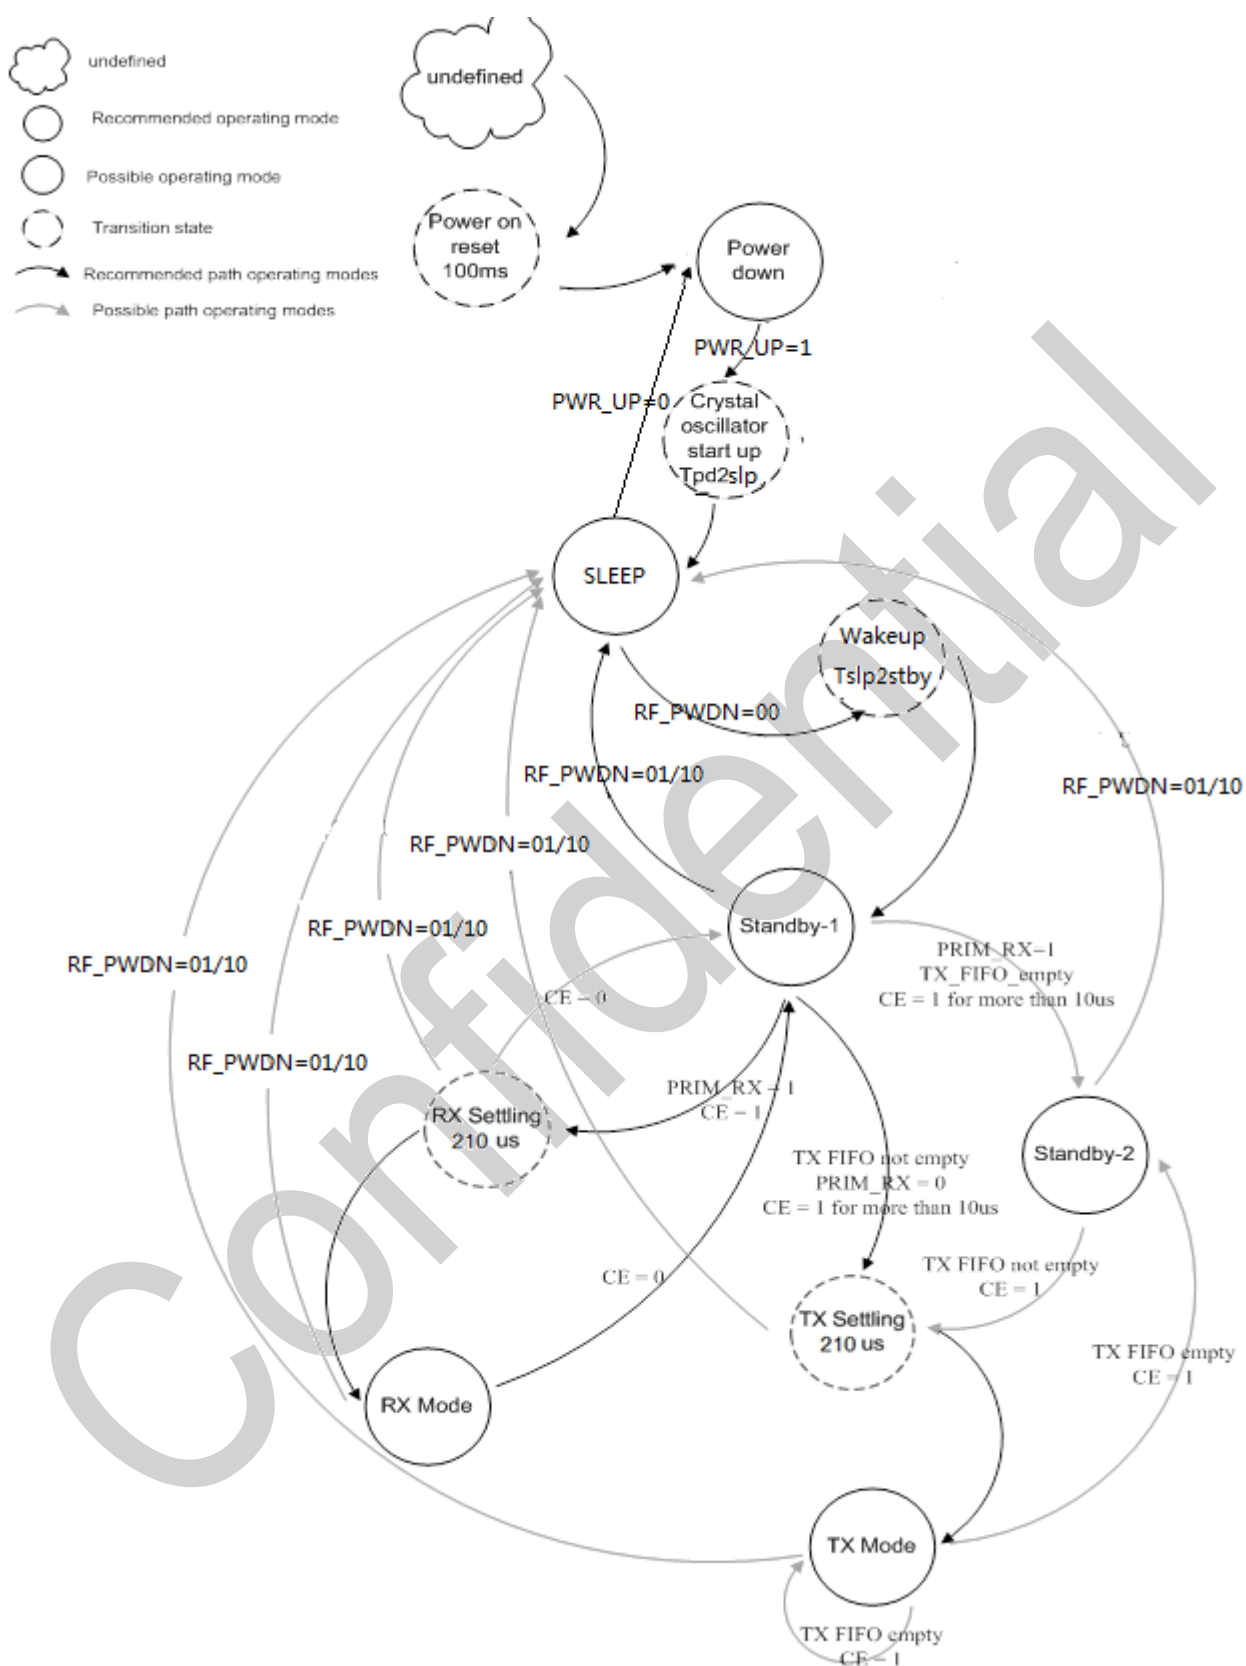 undefined
Recommended operating mode
Possible operating mode
Transition state
Recommended path operating modes
Possible path operating modes
undefined
Power on
reset
100ms
Power
down
PWR_UP=1
PWR_UP=0
Crystal
oscillator
start up
Tpd2slp
SLEEP
Wakeup
Tslp2stby
RF_PWDN=00
RF_PWDN=01/10
RF_PWDN=01/10
RF_PWDN=01/10
RF_PWDN=01/10
RF_PWDN=01/10
RF_PWDN=01/10
Standby-1
PRIM_RX=1
TX_FIFO_empty
CE = 1 for more than 10us
CE = 0
PRIM_RX = 1
CE = 1
RX Settling
210 us
TX FIFO not empty
PRIM_RX = 0
CE = 1 for more than 10us
Standby-2
TX FIFO not empty
CE = 1
CE = 0
TX Settling
210 us
TX FIFO empty
CE = 1
RX Mode
TX Mode
TX FIFO empty
CE = 1
Confidential